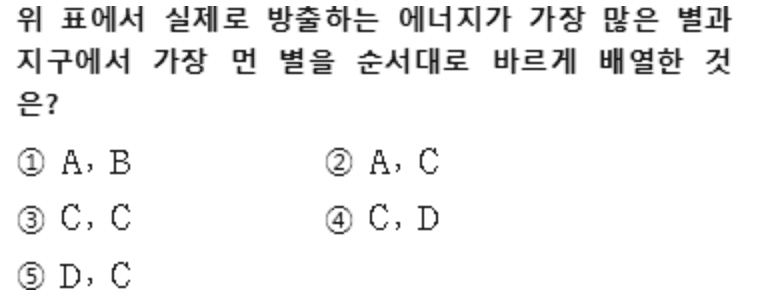 위 표에서 실제로 방출하는 에너지가 가장 많은 별과
지구에서 가장 먼 별을 순서대로 바르게 배열한 것
은?
① A, B ② A, C
③ C, C ④ C, D
⑤ D, C